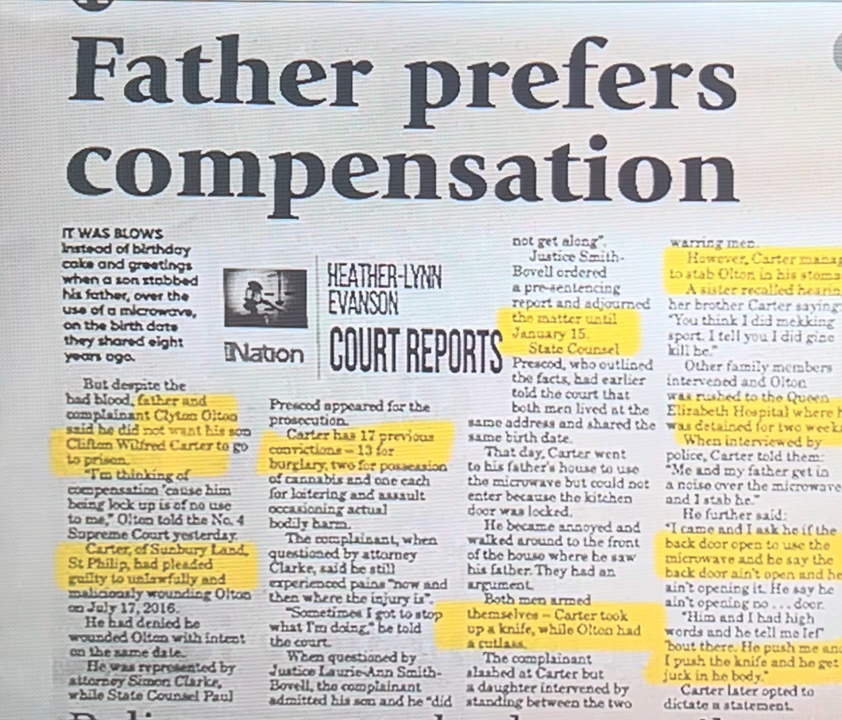 Father prefers
compensation
IT WAS BLOWS
instead of birthday
cake and greetings
when a son stabbed
his father, over the
use of a microwave,
on the birth date
they shared eight
years ago.
But despite the
bad blood, father and
complainant Clyton Olton
said he did not want his son
Clifton Wilfred Carter to go
to prison.
"I'm thinking of
compensation 'cause him
being lock up is of no use
to me," Olton told the No. 4
Supreme Court yesterday.
Carter, of Sunbury Land,
St Philip, had pleaded
guilty to unlawfully and
maliciously wounding Olton
on July 17, 2016.
He had denied he
wounded Olton with intent
on the same date.
He was represented by
attorney Simon Clarke,
while State Counsel Paul
Nation
HEATHER-LYNN
EVANSON
COURT REPORTS
Prescod appeared for the
prosecution.
Carter has 17 previous
convictions – 13 for
burglary, two for possession
of cannabis and one each
for loitering and assault
occasioning actual
bodily harm.
The complainant, when
questioned by attorney
Clarke, said he still
experienced pains "now and
then where the injury is".
"Sometimes I got to stop
what I'm doing," he told
the court.
When questioned by
Justice Laurie-Ann Smith-
Bovell, the complainant
admitted his son and he "did
not get along".
Justice Smith-
Bovell ordered
a pre-sentencing
report and adjourned
the matter until
January 15.
State Counsel
Prescod, who outlined
the facts, had earlier
told the court that
both men lived at the
same address and shared the
same birth date.
That day, Carter went
to his father's house to use
the microwave but could not
enter because the kitchen
door was locked.
He became annoyed and
walked around to the front
of the house where he saw
his father. They had an
argument.
Both men armed
themselves – Carter took
up a knife, while Olton had
a cutlass.
The complainant
slashed at Carter but
a daughter intervened by
standing between the two
warring men.
However, Carter manag
to stab Olton in his stoma
A sister recalled hearin
her brother Carter saying:
"You think I did mekking
sport. I tell you I did gine
kill he."
Other family members
intervened and Olton
was rushed to the Queen
Elizabeth Hospital where h
was detained for two week
When interviewed by
police, Carter told them:
"Me and my father get in
a noise over the microwave
and I stab he."
He further said:
"I came and I ask he if the
back door open to use the
microwave and he say the
back door ain't open and he
ain't opening it. He say he
ain't opening no . . . door.
"Him and I had high
words and he tell me lef'
'bout there. He push me and
I push the knife and he get
juck in he body."
Carter later opted to
dictate a statement.